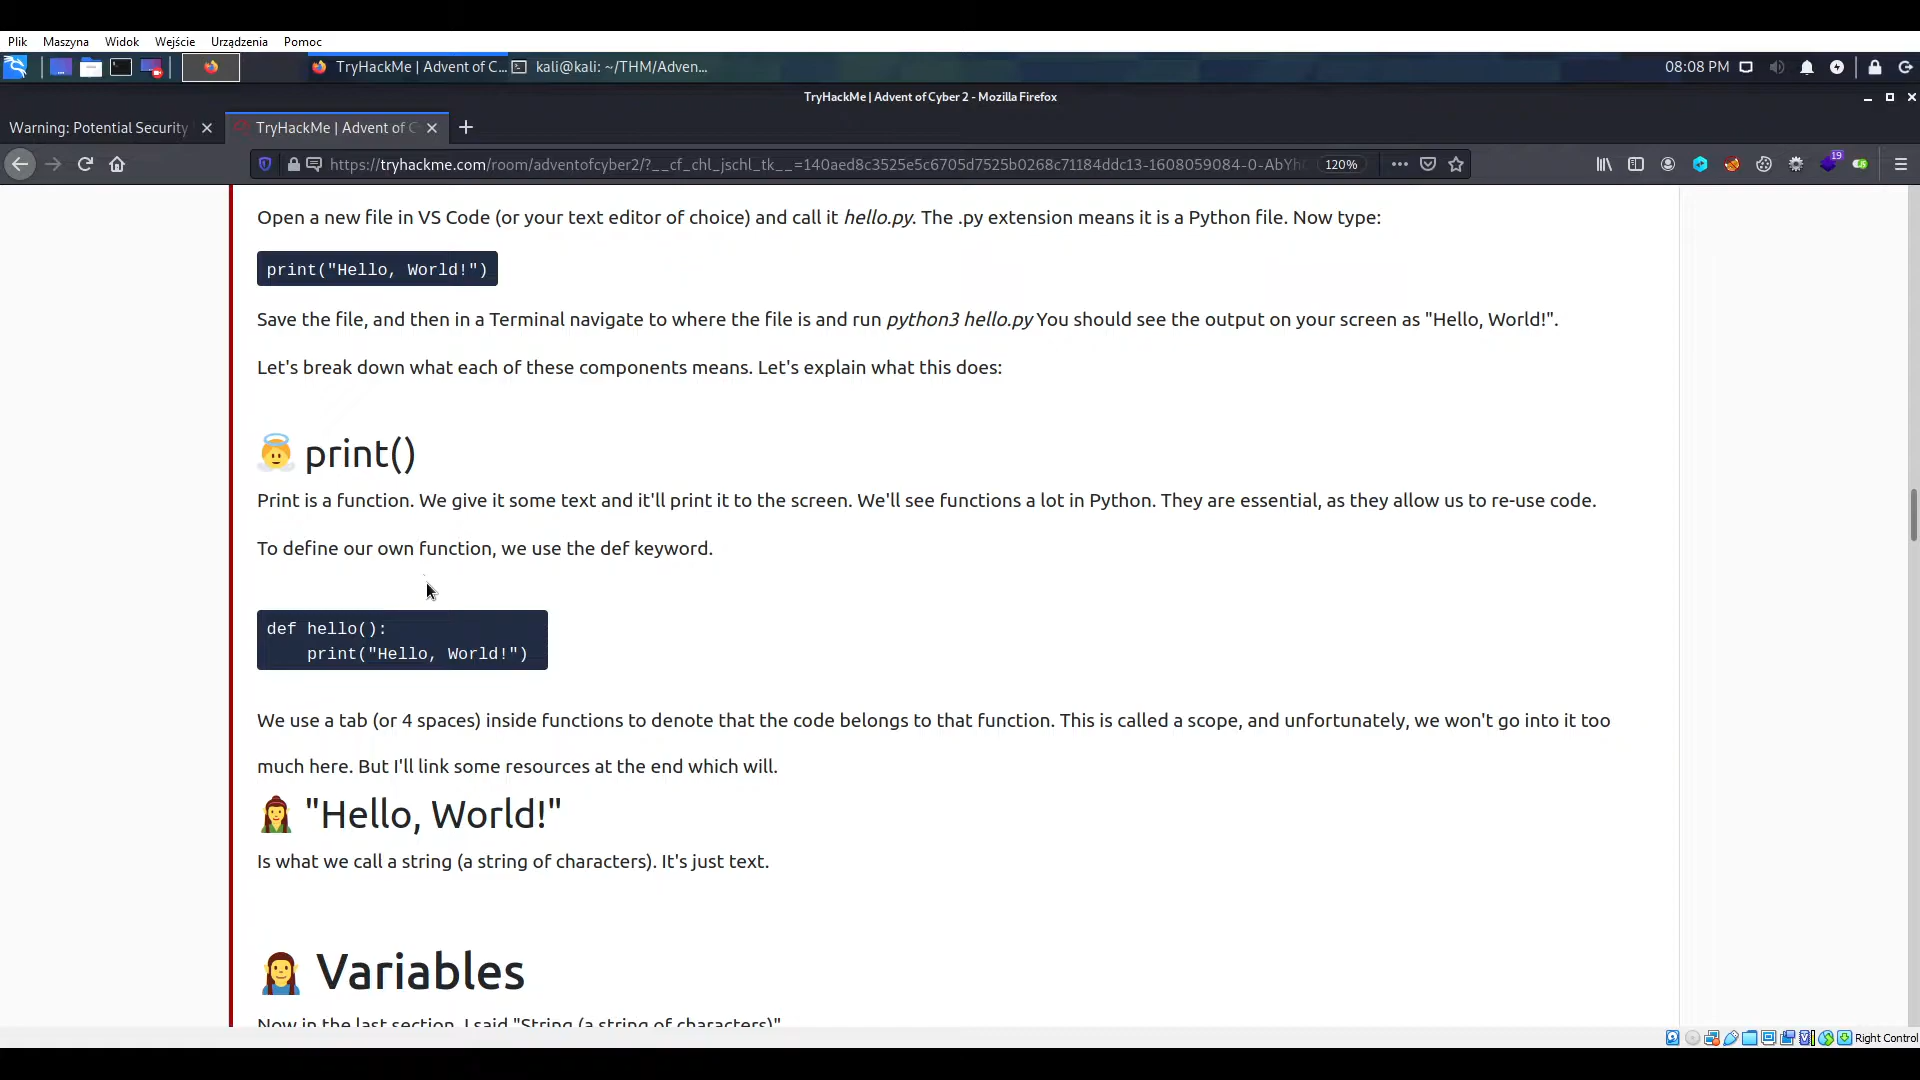 Plik Maszyna Widok Wejście Urządzenia Pomoc
TryHackMe | Advent of C... kali@kali: ~/THM/Adven... 08:08 PM
TryHackMe | Advent of Cyber 2 - Mozilla Firefox
Warning: Potential Security TryHackMe | Advent of C
https://tryhackme.com/room/adventofcyber2/?__cf_chl_jschl_tk__=140aed8c3525e5c6705d7525b0268c71184ddc13-1608059084-0-AbYh 120% 19
Open a new file in VS Code (or your text editor of choice) and call it hello.py. The .py extension means it is a Python file. Now type:
print("Hello, World!")
Save the file, and then in a Terminal navigate to where the file is and run python3 hello.py You should see the output on your screen as "Hello, World!".
Let's break down what each of these components means. Let's explain what this does:
print()
Print is a function. We give it some text and it'll print it to the screen. We'll see functions a lot in Python. They are essential, as they allow us to re-use code.
To define our own function, we use the def keyword.
def hello():
    print("Hello, World!")
We use a tab (or 4 spaces) inside functions to denote that the code belongs to that function. This is called a scope, and unfortunately, we won't go into it too
much here. But I'll link some resources at the end which will.
"Hello, World!"
Is what we call a string (a string of characters). It's just text.
Variables
Now in the last section, I said "String (a string of characters)"
Right Control